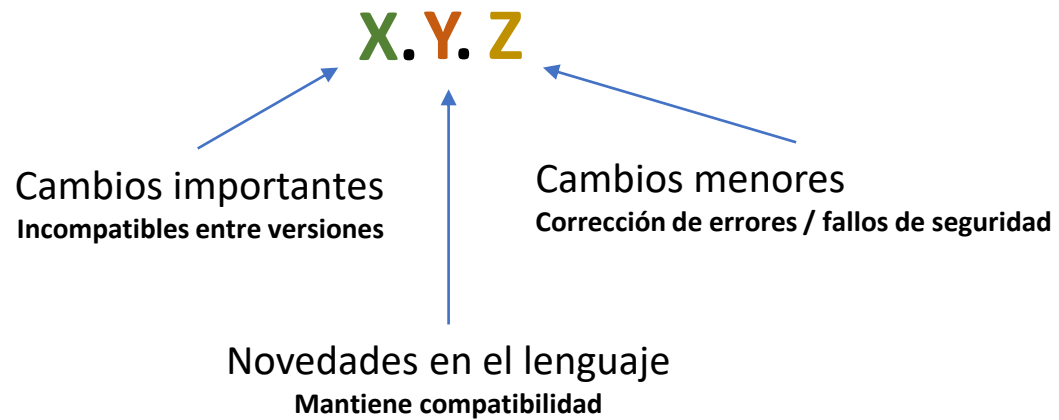 X.Y. Z
Cambios importantes
Incompatibles entre versiones
Cambios menores
Corrección de errores / fallos de seguridad
Novedades en el lenguaje
Mantiene compatibilidad